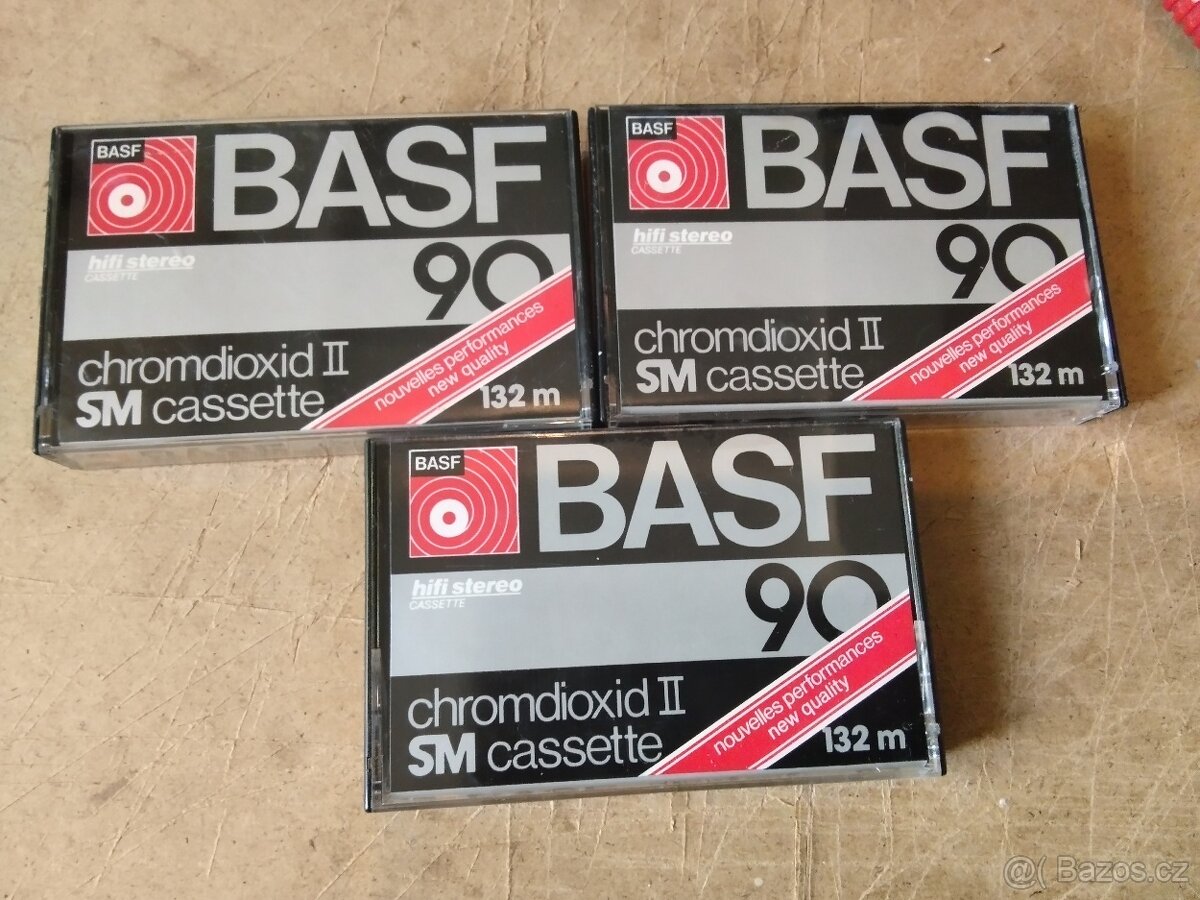 BASF
BASF
hifi stereo
CASSETTE
90
chromdioxid II
SM cassette
nouvelles performances
new quality
132 m
BASF
BASF
hifi stereo
CASSETTE
90
chromdioxid II
SM cassette
nouvelles performances
new quality
132 m
BASF
BASF
hifi stereo
CASSETTE
90
chromdioxid II
SM cassette
nouvelles performances
new quality
132 m
@( Bazos.cz